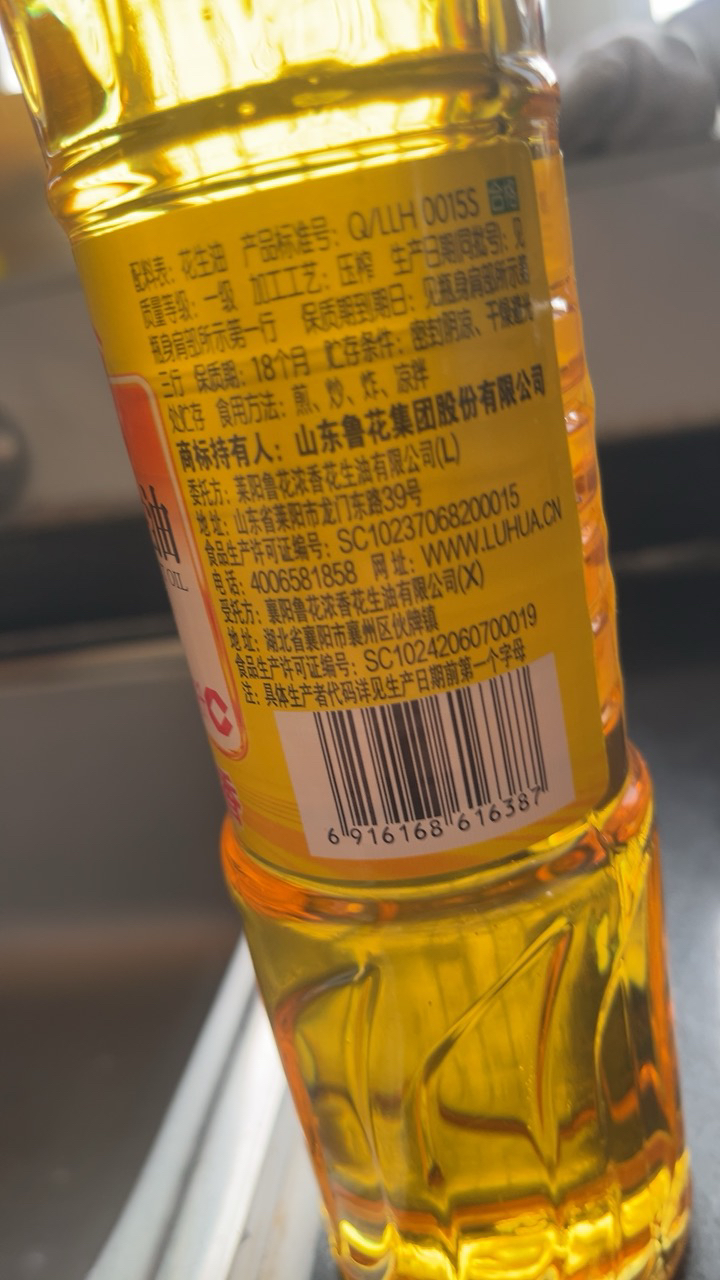 配料表: 花生油 产品标准号: Q/LLH 0015S 合格
质量等级: 一级 加工工艺: 压榨 生产日期(同批号): 见
瓶身肩部所示第一行 保质期到期日: 见瓶身肩部所示第
三行 保质期: 18个月 贮存条件: 密封阴凉、干燥避光
处贮存 食用方法: 煎、炒、炸、凉拌
商标持有人: 山东鲁花集团股份有限公司
委托方: 莱阳鲁花浓香花生油有限公司(L)
地址: 山东省莱阳市龙门东路39号
食品生产许可证编号: SC10237068200015
电话: 4006581858 网址: WWW.LUHUA.CN
受托方: 襄阳鲁花浓香花生油有限公司(X)
地址: 湖北省襄阳市襄州区伙牌镇
食品生产许可证编号: SC10242060700019
注: 具体生产者代码详见生产日期前第一个字母
6 916168 616387
油
OIL
C
香